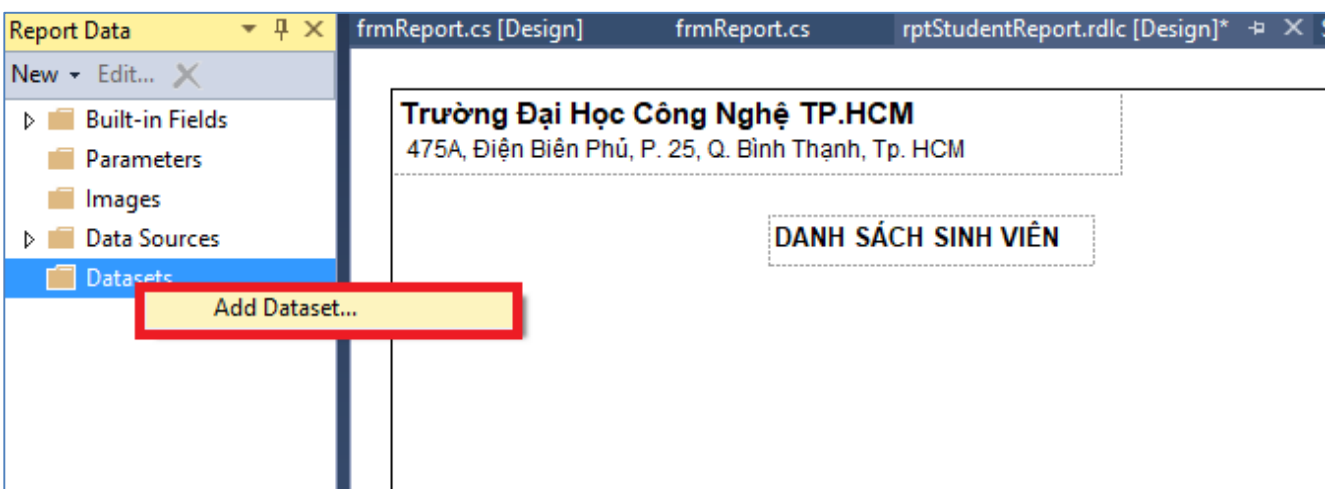 Report Data
frmReport.cs [Design]
frmReport.cs
rptStudentReport.rdlc [Design]*
New
Edit...
Built-in Fields
Parameters
Images
Data Sources
Datasets
Add Dataset...
Trường Đại Học Công Nghệ TP.HCM
475A, Điện Biên Phủ, P. 25, Q. Bình Thạnh, Tp. HCM
DANH SÁCH SINH VIÊN